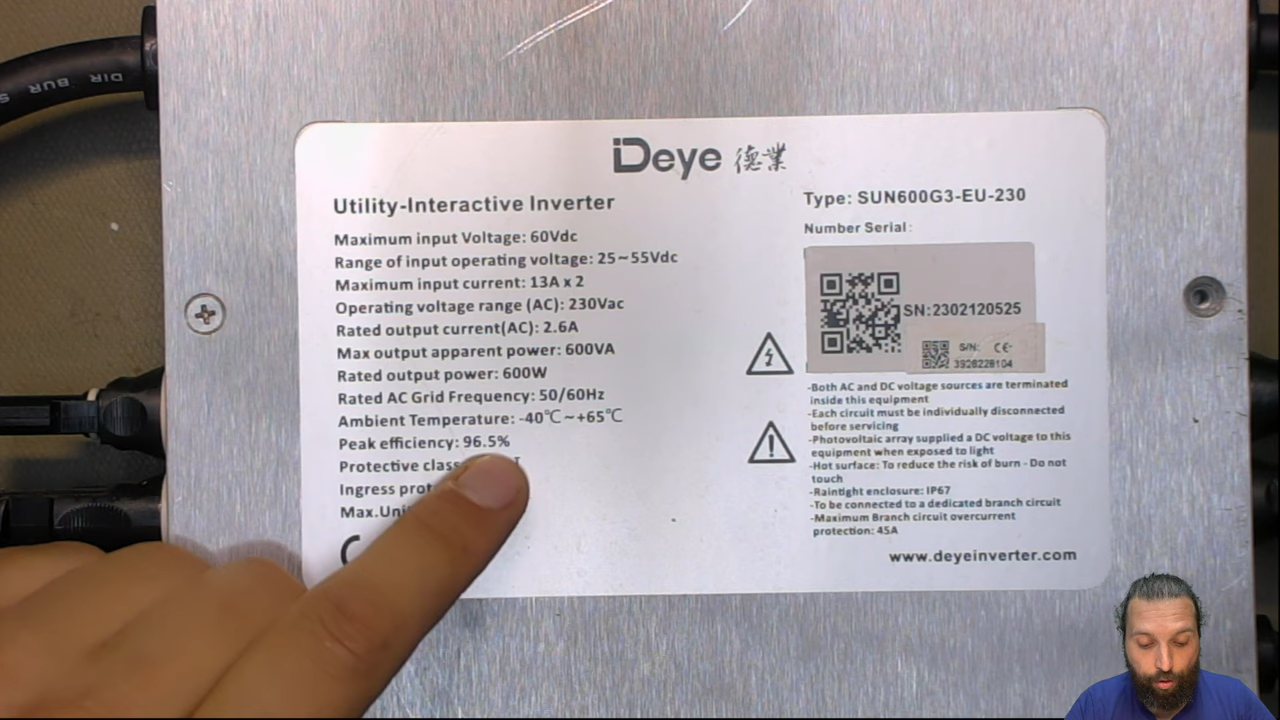 DIR BUR
Deye 德業
Utility-Interactive Inverter
Maximum input Voltage: 60Vdc
Range of input operating voltage: 25~55Vdc
Maximum input current: 13A x 2
Operating voltage range (AC): 230Vac
Rated output current(AC): 2.6A
Max output apparent power: 600VA
Rated output power: 600W
Rated AC Grid Frequency: 50/60Hz
Ambient Temperature: -40℃~+65℃
Peak efficiency: 96.5%
Protective
Ingress
Max.
Type: SUN600G3-EU-230
Number Serial:
SN:2302120525
S/N: CE-
3926228104
-Both AC and DC voltage sources are terminated
inside this equipment
-Each circuit must be individually disconnected
before servicing
-Photovoltaic array supplied a DC voltage to this
equipment when exposed to light
-Hot surface: To reduce the risk of burn - Do not
touch
-Raintight enclosure: IP67
-To be connected to a dedicated branch circuit
-Maximum Branch circuit overcurrent
protection: 45A
www.deyeinverter.com